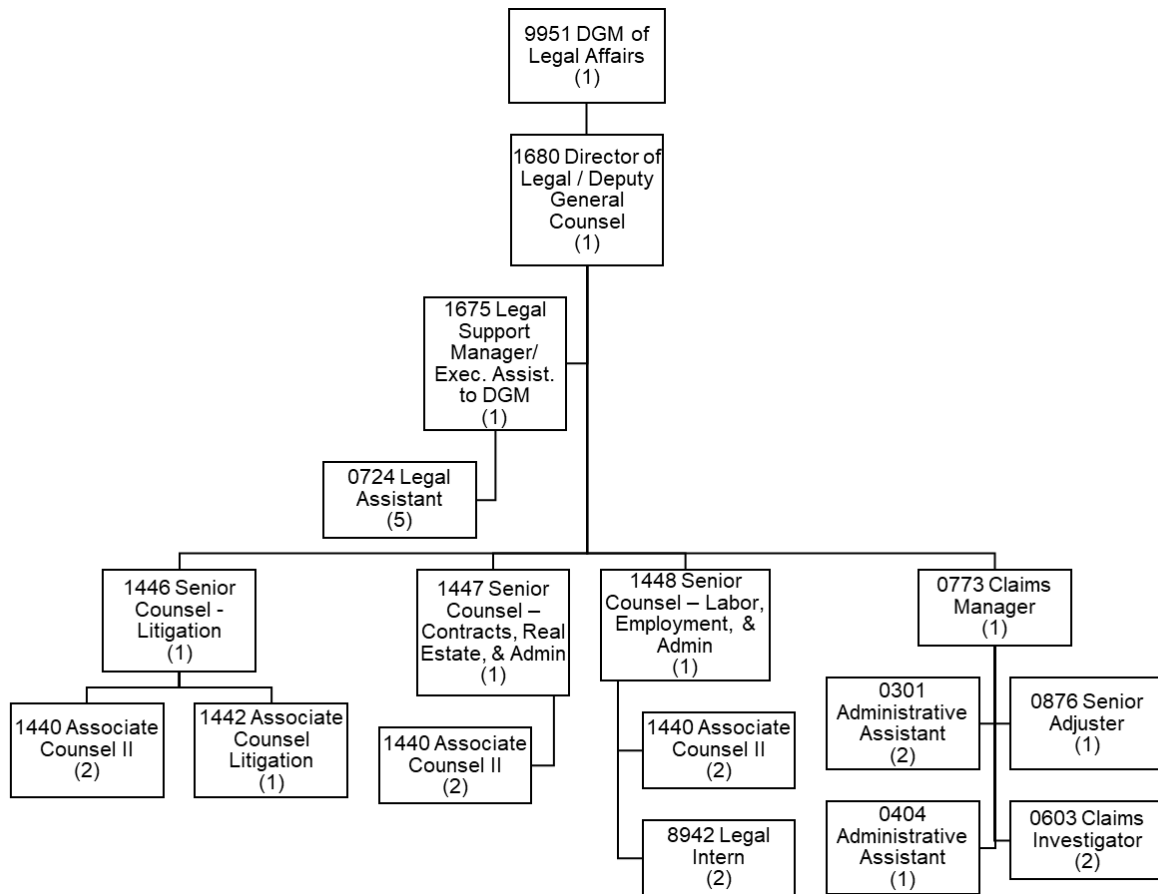 9951 DGM of
Legal Affairs
(1)
1680 Director of
Legal / Deputy
General
Counsel
(1)
1675 Legal
Support
Manager/
Exec. Assist.
to DGM
(1)
0724 Legal
Assistant
(5)
1446 Senior
Counsel -
Litigation
(1)
1447 Senior
Counsel –
Contracts, Real
Estate, & Admin
(1)
1448 Senior
Counsel – Labor,
Employment, &
Admin
(1)
0773 Claims
Manager
(1)
1440 Associate
Counsel II
(2)
1442 Associate
Counsel
Litigation
(1)
1440 Associate
Counsel II
(2)
1440 Associate
Counsel II
(2)
8942 Legal
Intern
(2)
0301
Administrative
Assistant
(2)
0876 Senior
Adjuster
(1)
0404
Administrative
Assistant
(1)
0603 Claims
Investigator
(2)